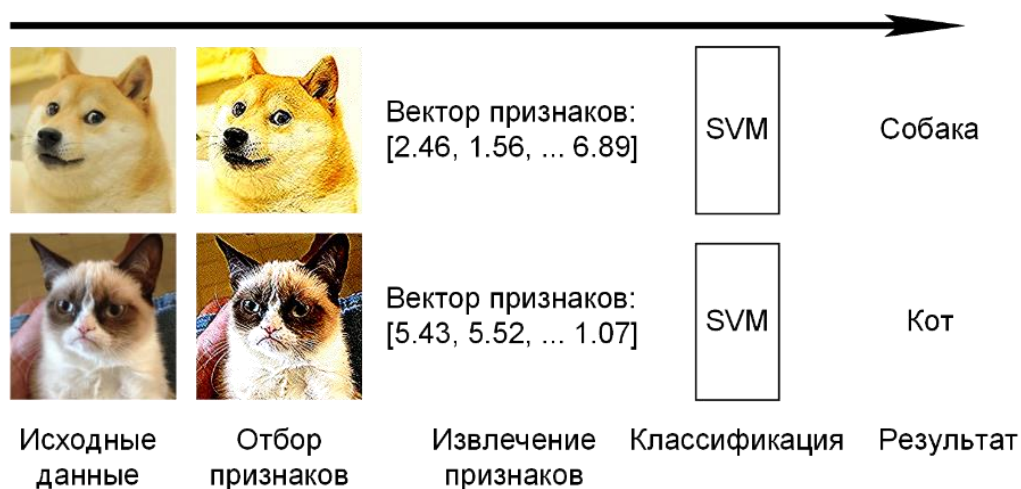 Вектор признаков:
[2.46, 1.56, ... 6.89]
SVM
Собака
Вектор признаков:
[5.43, 5.52, ... 1.07]
SVM
Кот
Исходные
данные
Отбор
признаков
Извлечение
признаков
Классификация
Результат